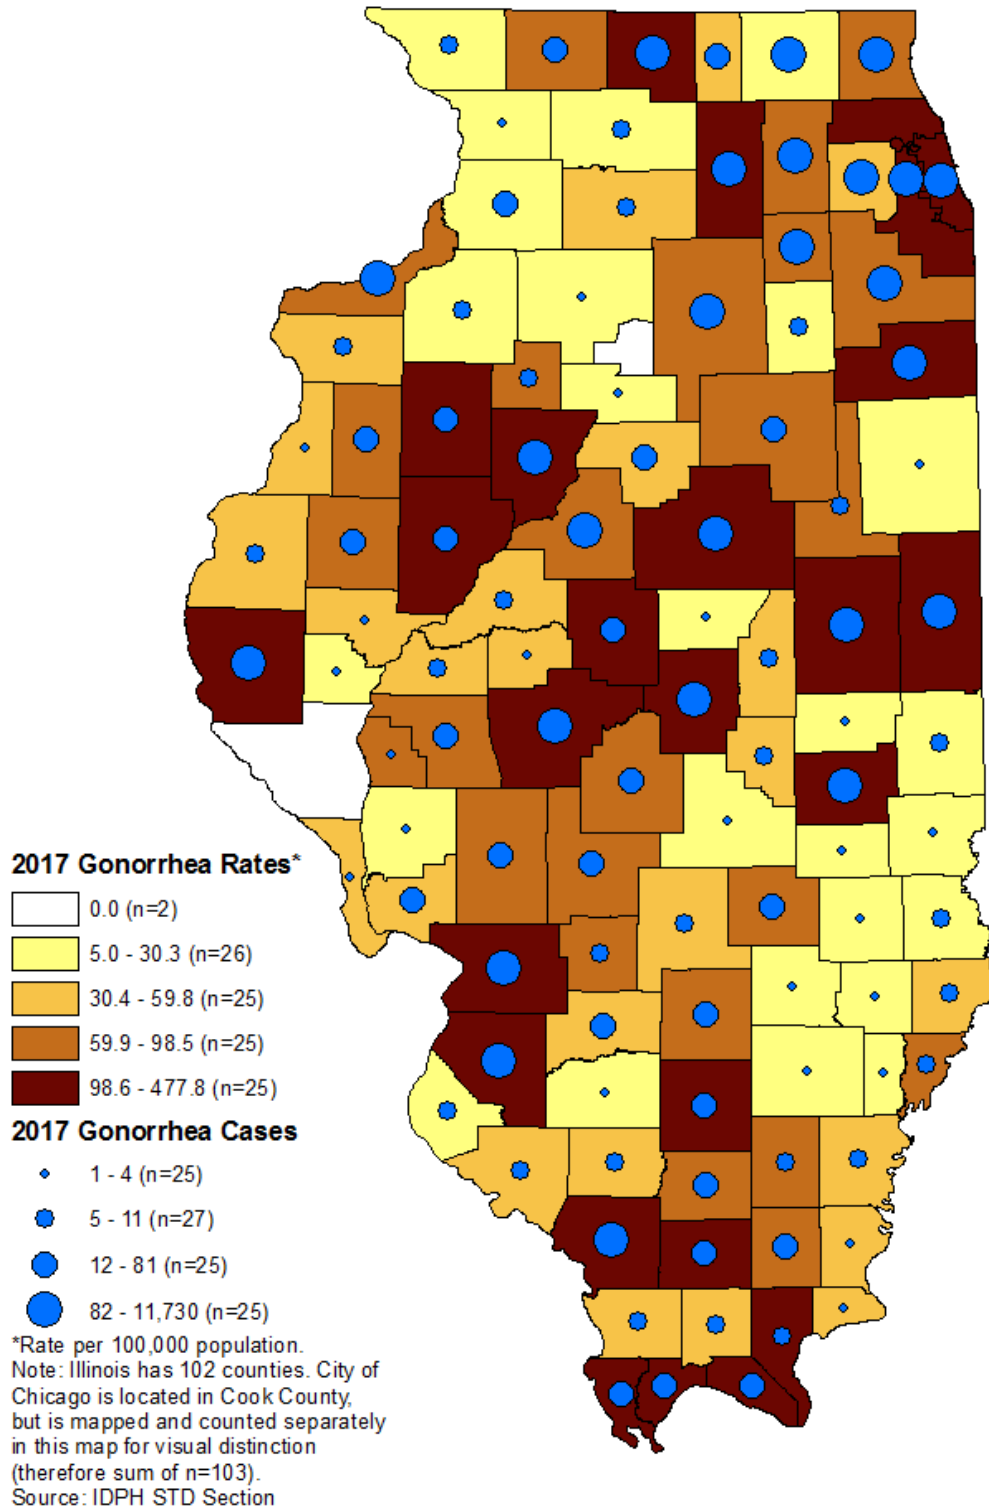 2017 Gonorrhea Rates*
0.0 (n=2)
5.0 - 30.3 (n=26)
30.4 - 59.8 (n=25)
59.9 - 98.5 (n=25)
98.6 - 477.8 (n=25)
2017 Gonorrhea Cases
1 - 4 (n=25)
5 - 11 (n=27)
12 - 81 (n=25)
82 - 11,730 (n=25)
*Rate per 100,000 population.
Note: Illinois has 102 counties. City of
Chicago is located in Cook County,
but is mapped and counted separately
in this map for visual distinction
(therefore sum of n=103).
Source: IDPH STD Section